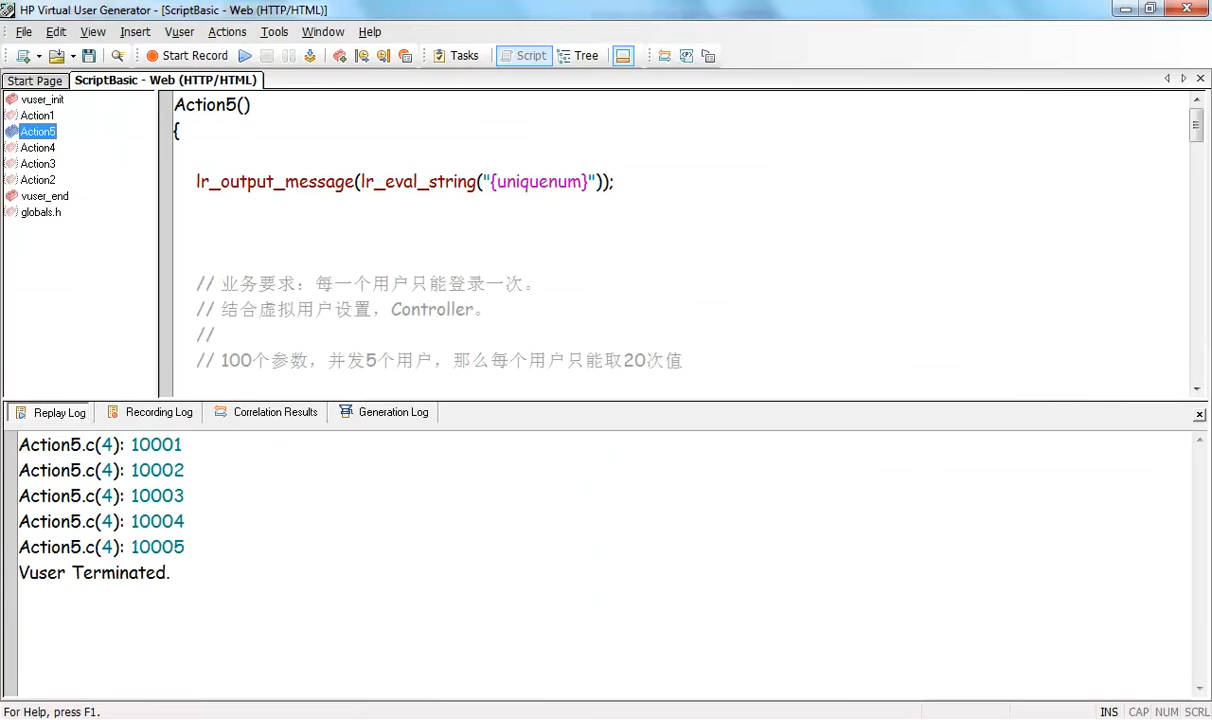 HP Virtual User Generator - [ScriptBasic - Web (HTTP/HTML)]
File Edit View Insert Vuser Actions Tools Window Help
Start Record Tasks Script Tree
Start Page ScriptBasic - Web (HTTP/HTML)
vuser_init
Action1
Action5
Action4
Action3
Action2
vuser_end
globals.h
Action5()
{
lr_output_message(lr_eval_string("{uniquenum}"));
// 业务要求：每一个用户只能登录一次。
// 结合虚拟用户设置，Controller。
//
// 100个参数，并发5个用户，那么每个用户只能取20次值
Replay Log Recording Log Correlation Results Generation Log
Action5.c(4): 10001
Action5.c(4): 10002
Action5.c(4): 10003
Action5.c(4): 10004
Action5.c(4): 10005
Vuser Terminated.
For Help, press F1.
INS CAP NUM SCRL